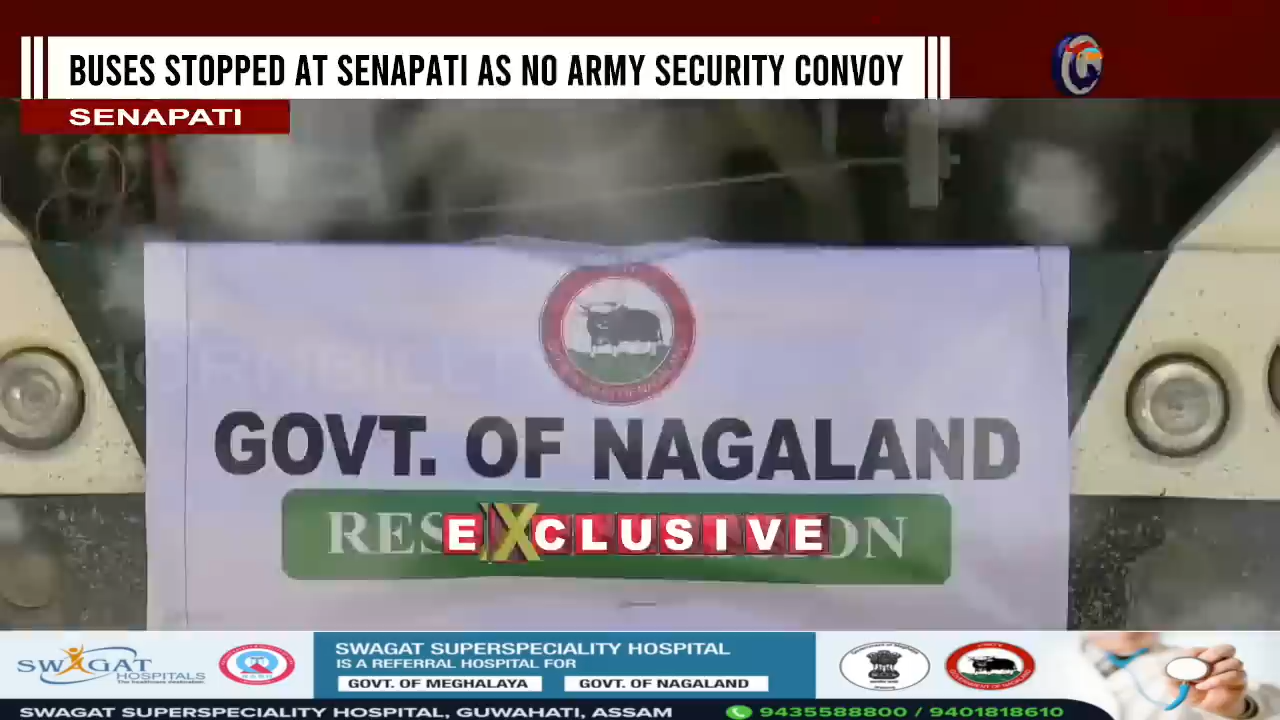 BUSES STOPPED AT SENAPATI AS NO ARMY SECURITY CONVOY
SENAPATI
HORNBILL
GOVT. OF NAGALAND
EXCLUSIVE
SWAGAT
HOSPITALS
SWAGAT SUPERSPECIALITY HOSPITAL
IS A REFERRAL HOSPITAL FOR
GOVT. OF MEGHALAYA
GOVT. OF NAGALAND
SWAGAT SUPERSPECIALITY HOSPITAL, GUWAHATI, ASSAM
9435588800 / 9401818610